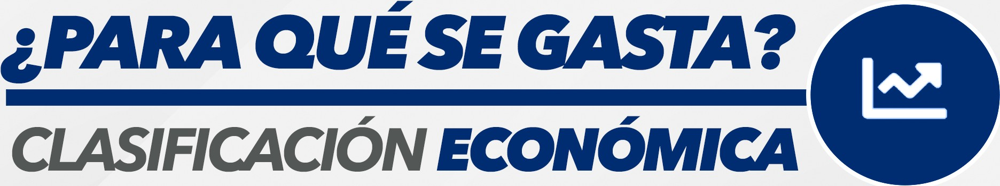 ¿PARA QUÉ SE GASTA?
CLASIFICACIÓN ECONÓMICA